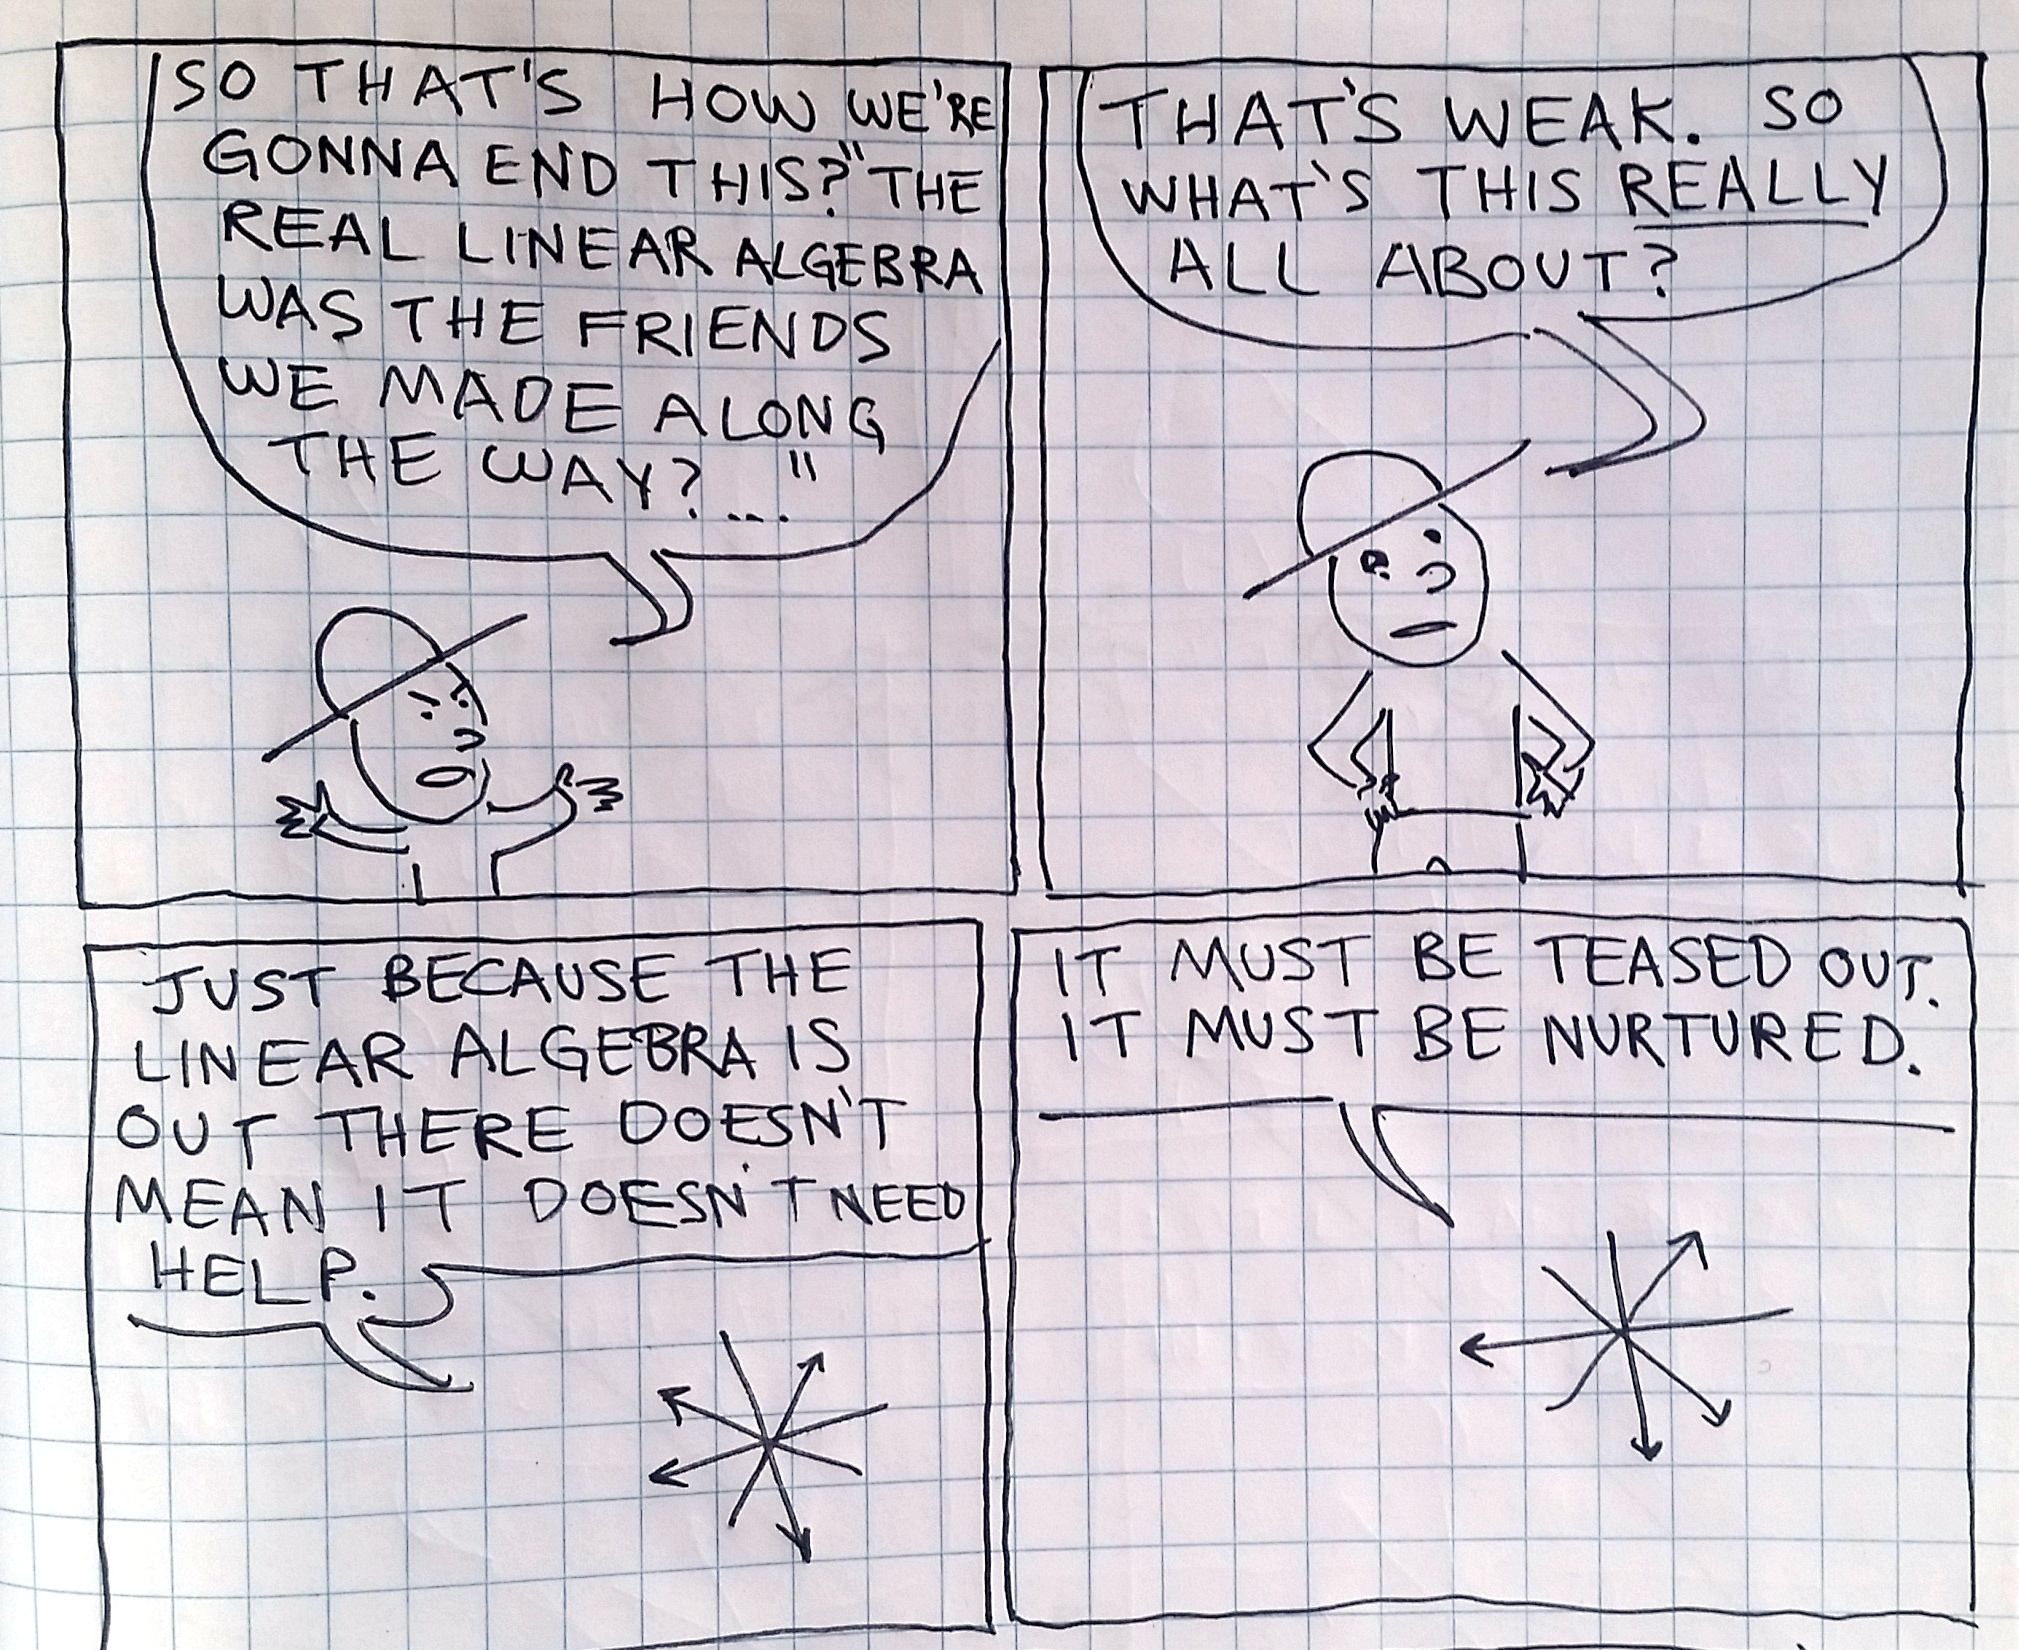 SO THAT'S HOW WE'RE
GONNA END THIS? "THE
REAL LINEAR ALGEBRA
WAS THE FRIENDS
WE MADE ALONG
THE WAY?..."
THAT'S WEAK. SO
WHAT'S THIS REALLY
ALL ABOUT?
JUST BECAUSE THE
LINEAR ALGEBRA IS
OUT THERE DOESN'T
MEAN IT DOESN'T NEED
HELP.
IT MUST BE TEASED OUT.
IT MUST BE NURTURED.